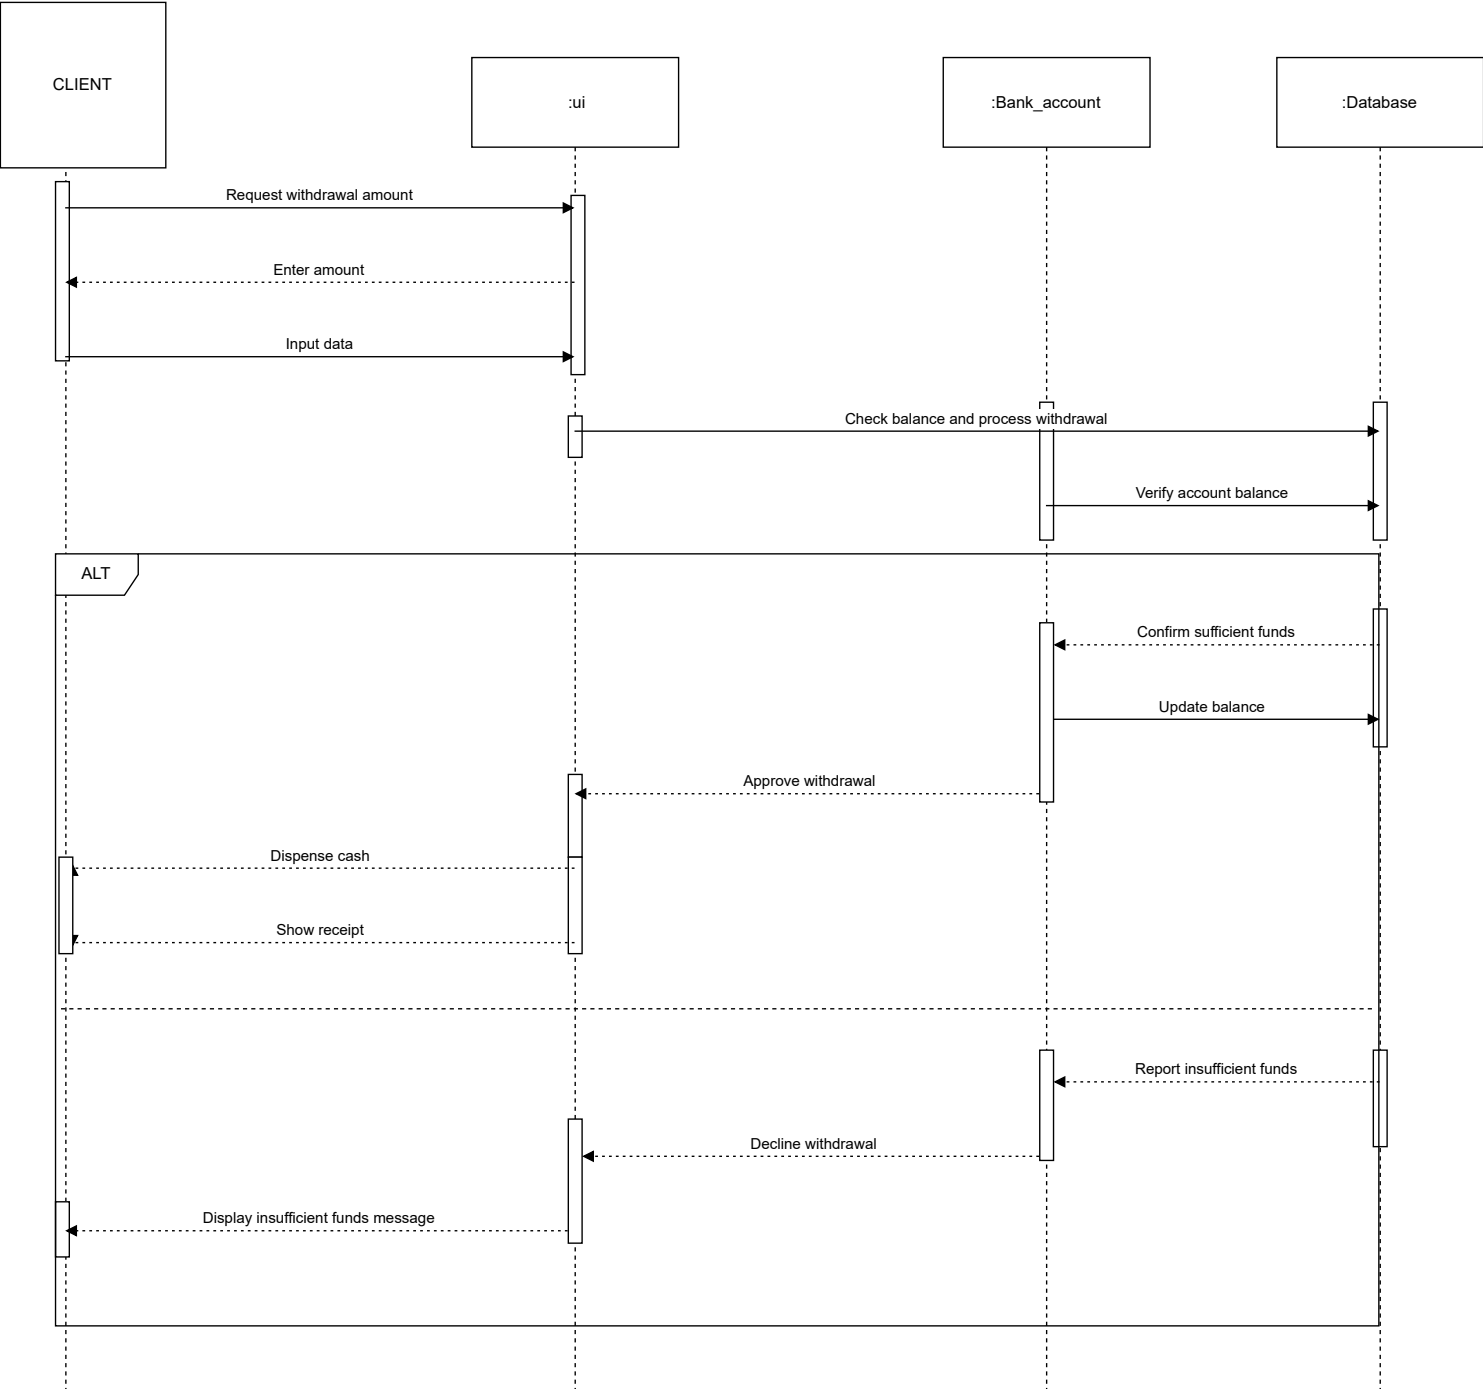 CLIENT
:ui
:Bank_account
:Database
Request withdrawal amount
Enter amount
Input data
Check balance and process withdrawal
Verify account balance
ALT
Confirm sufficient funds
Update balance
Approve withdrawal
Dispense cash
Show receipt
Report insufficient funds
Decline withdrawal
Display insufficient funds message